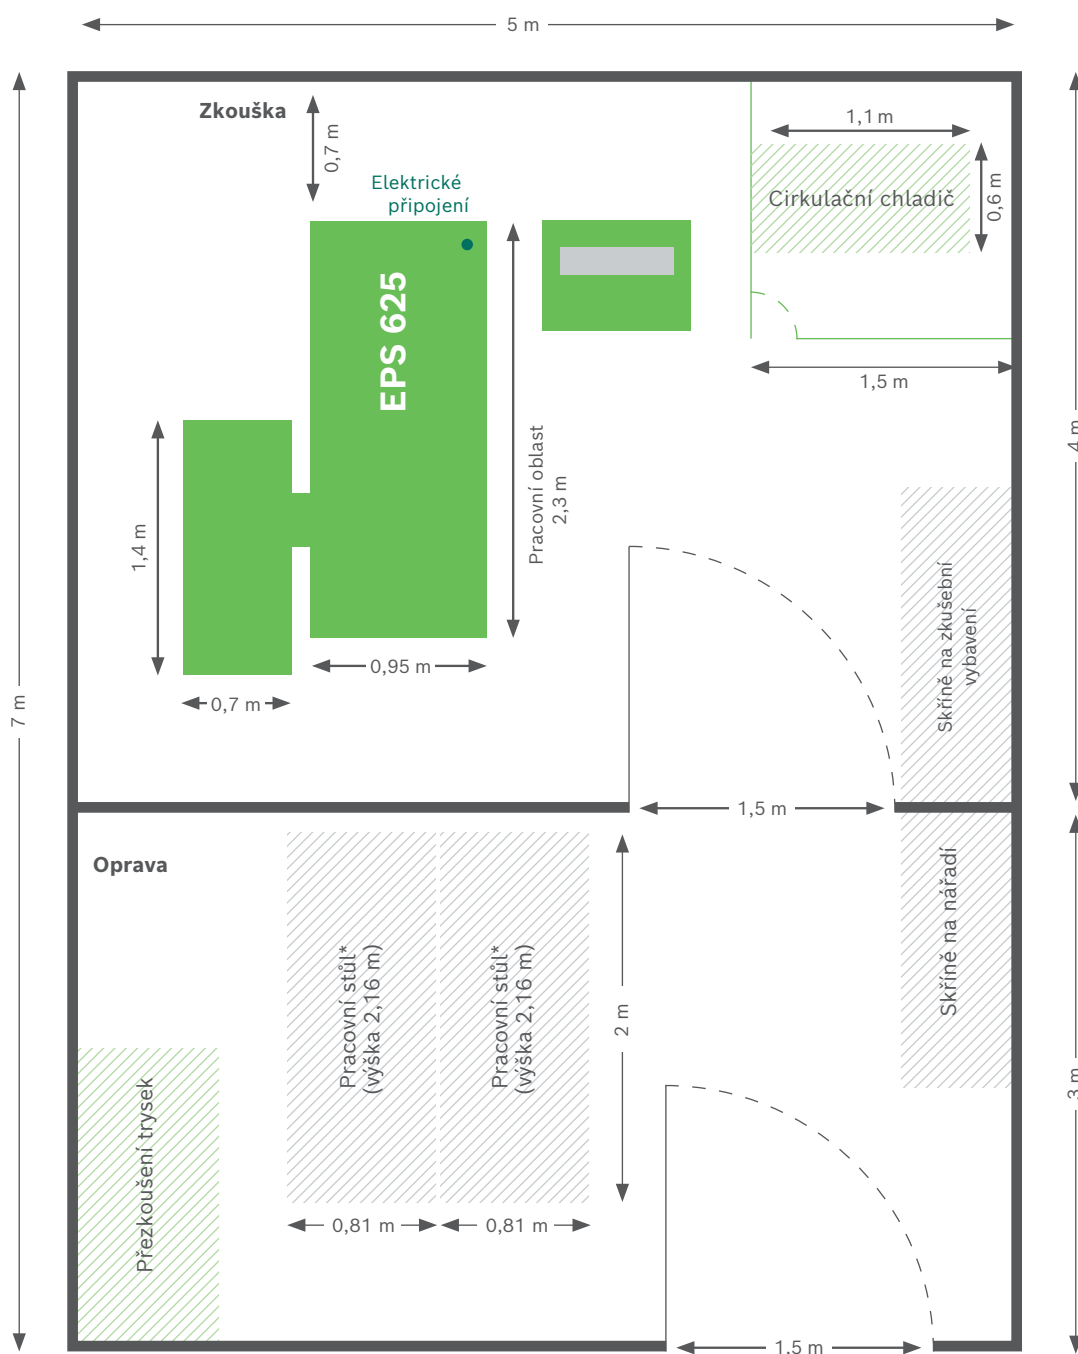 5 m
Zkouška
0,7 m
1,1 m
Elektrické
připojení
Cirkulační chladič
0,6 m
EPS 625
1,5 m
Pracovní oblast
2,3 m
4 m
1,4 m
Skříně na zkušební
vybavení
0,95 m
0,7 m
7 m
1,5 m
Oprava
Skříně na nářadí
Pracovní stůl*
(výška 2,16 m)
Pracovní stůl*
(výška 2,16 m)
2 m
3 m
Přezkoušení trysek
0,81 m
0,81 m
1,5 m